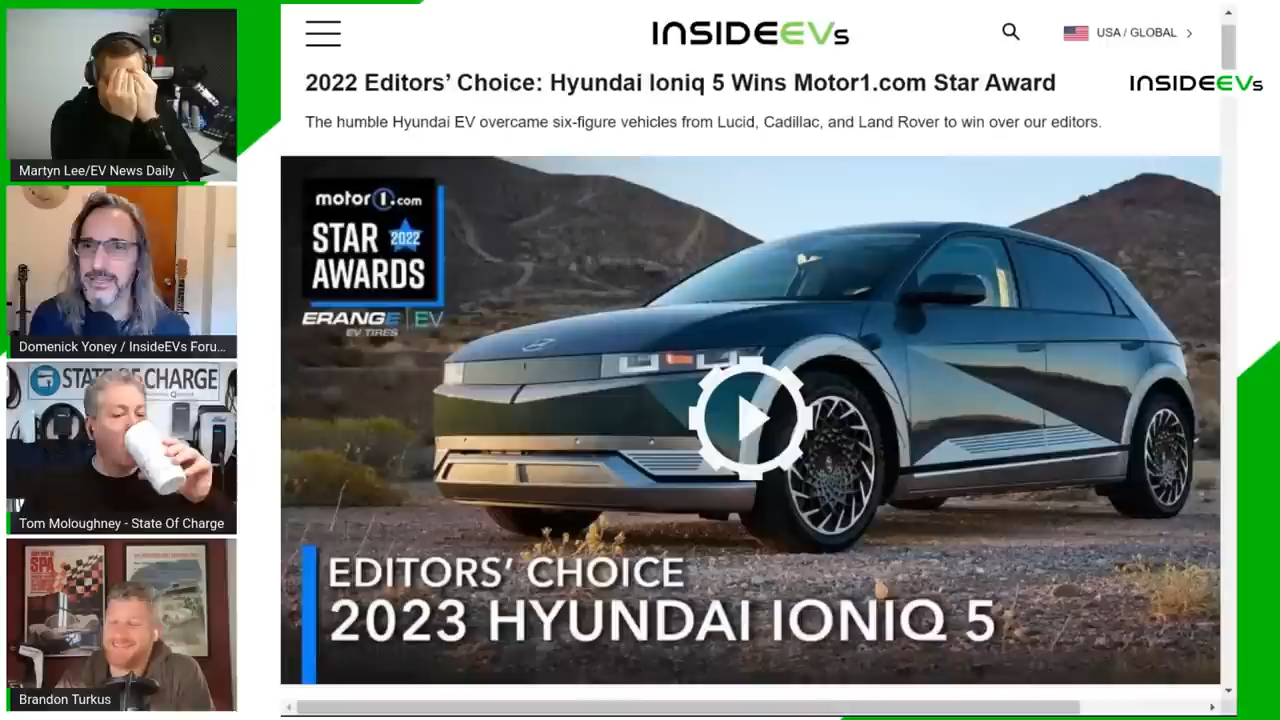 INSIDEEVs
USA / GLOBAL
2022 Editors’ Choice: Hyundai Ioniq 5 Wins Motor1.com Star Award
INSIDEEVs
The humble Hyundai EV overcame six-figure vehicles from Lucid, Cadillac, and Land Rover to win over our editors.
motor1.com
STAR 2022
AWARDS
ERANGE | EV
EV TIRES
EDITORS’ CHOICE
2023 HYUNDAI IONIQ 5
Martyn Lee/EV News Daily
Domenick Yoney / InsideEVs Foru...
STATE OF CHARGE
Tom Moloughney - State Of Charge
SPA
Brandon Turkus